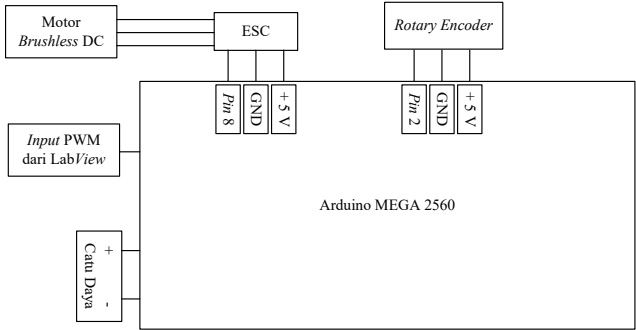 Motor
Brushless DC
ESC
Rotary Encoder
Pin 8
GND
+ 5 V
Pin 2
GND
+ 5 V
Input PWM
dari LabView
Arduino MEGA 2560
Catu Daya
+
-